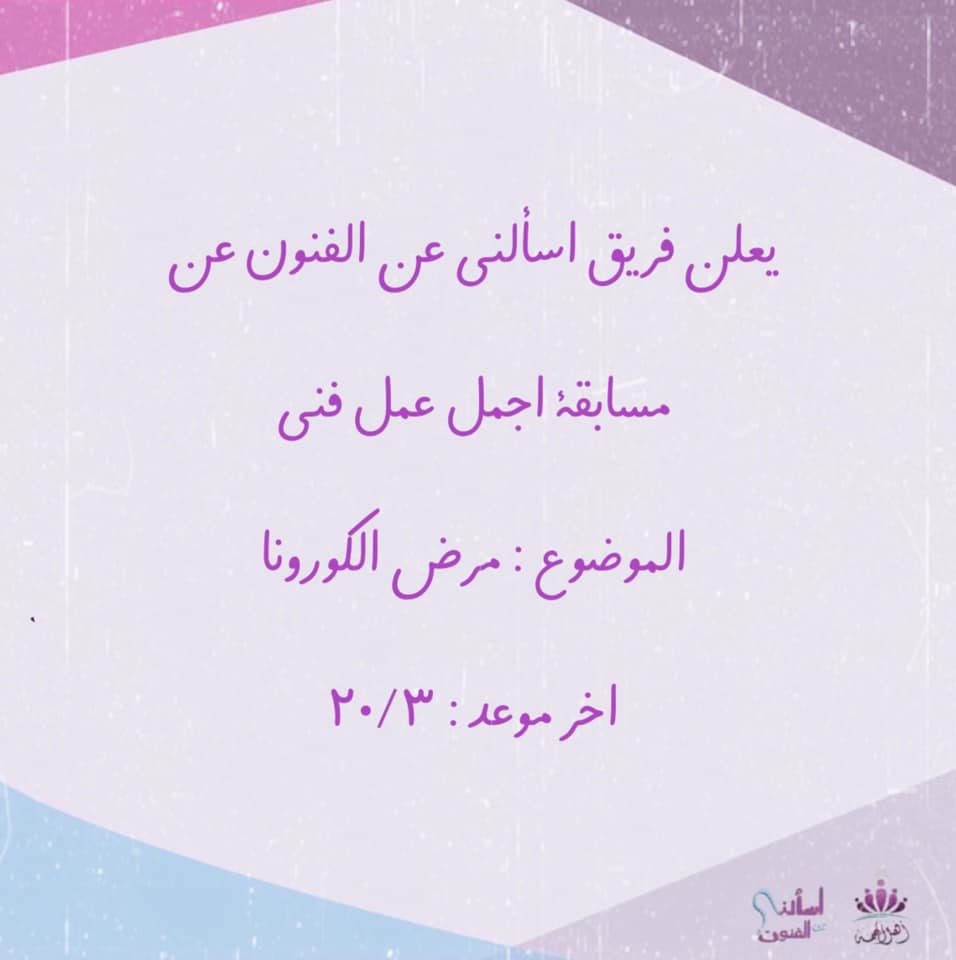 يعلن فريق اسألنى عن الفنون عن
مسابقة اجمل عمل فنى
الموضوع : مرض الكورونا
اخر موعد : ٢٠/٣
اسألنى
عن
الفنون